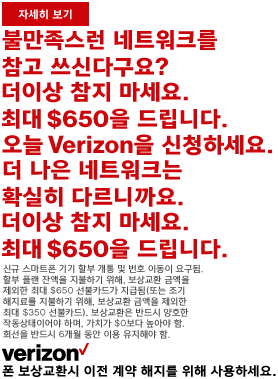 자세히 보기
불만족스런 네트워크를
참고 쓰신다구요?
더이상 참지 마세요.
최대 $650을 드립니다.
오늘 Verizon을 신청하세요.
더 나은 네트워크는
확실히 다르니까요.
더이상 참지 마세요.
최대 $650을 드립니다.
신규 스마트폰 기기 할부 개통 및 번호 이동이 요구됨.
할부 플랜 잔액을 지불하기 위해, 보상교환 금액을
제외한 최대 $650 선불카드가 지급됨(또는 조기
해지료를 지불하기 위해, 보상교환 금액을 제외한
최대 $350 선불카드). 보상교환은 반드시 양호한
작동상태이어야 하며, 가치가 $0보다 높아야 함.
회선을 반드시 6개월 동안 이용 유지해야 함.
verizon
폰 보상교환시 이전 계약 해지를 위해 사용하세요.